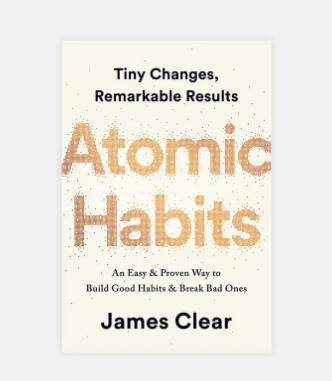 Tiny Changes,
Remarkable Results
Atomic
Habits
An Easy & Proven Way to
Build Good Habits & Break Bad Ones
James Clear